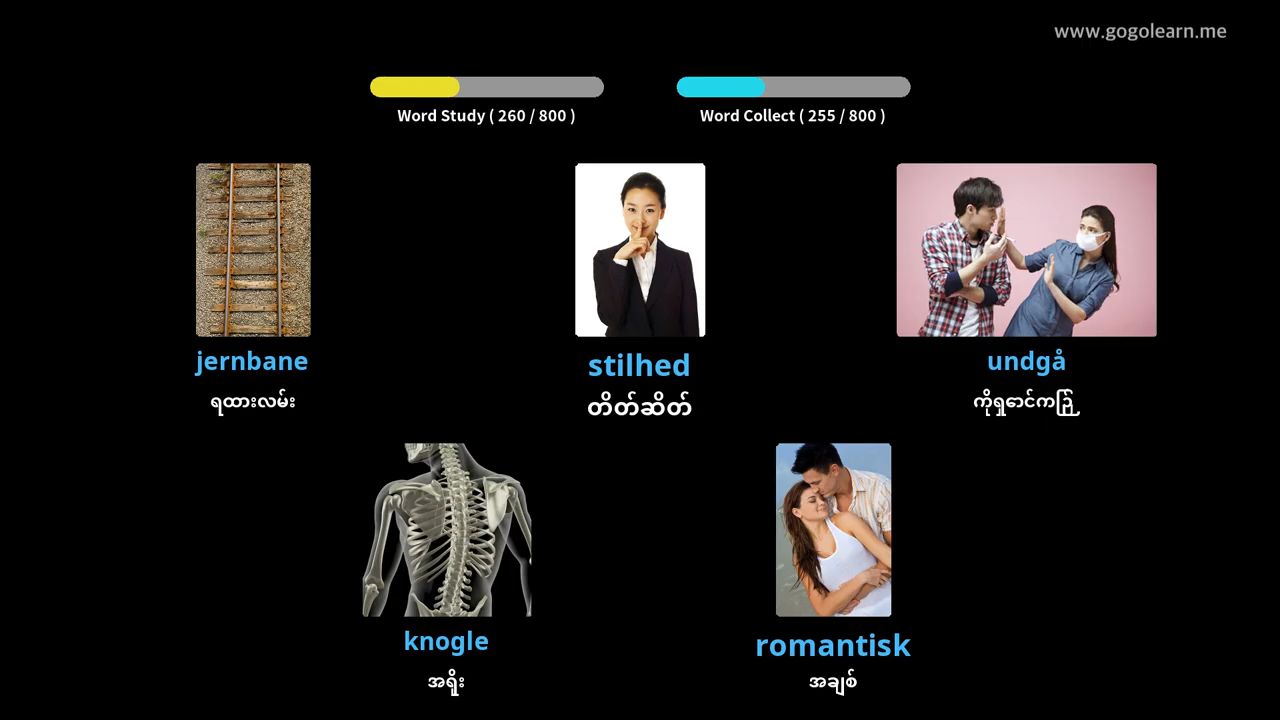 www.gogolearn.me
Word Study ( 260 / 800 )
Word Collect ( 255 / 800 )
jernbane
ရထားလမ်း
stilhed
တိတ်ဆိတ်
undgå
ကိုရှောင်ကြဉ်
knogle
အရိုး
romantisk
အချစ်